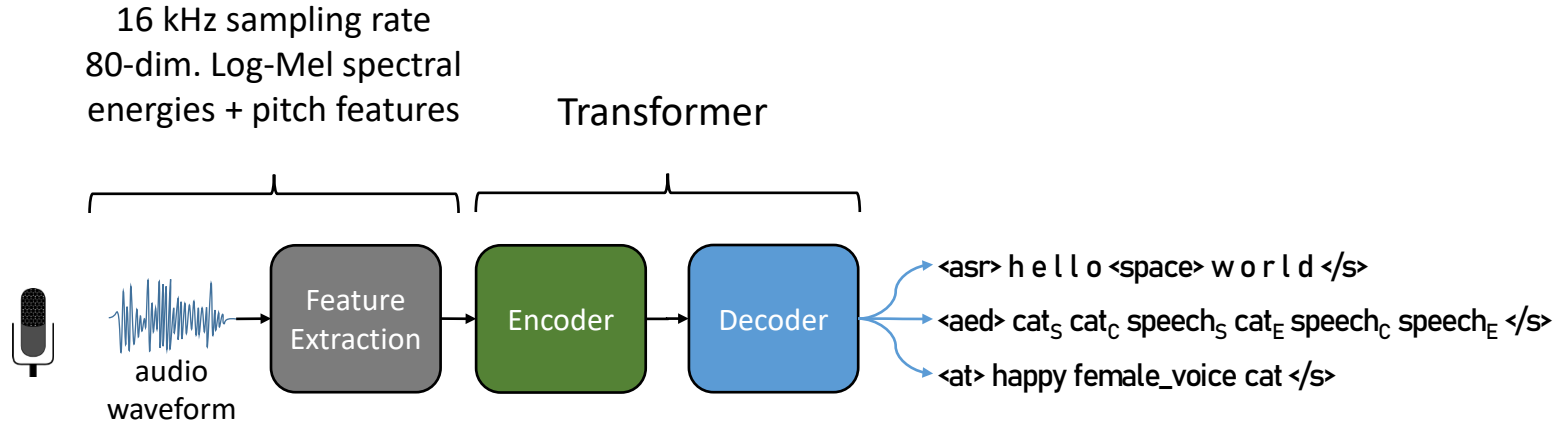 16 kHz sampling rate
80-dim. Log-Mel spectral
energies + pitch features
Transformer
audio
waveform
Feature
Extraction
Encoder
Decoder
<asr> h e l l o <space> w o r l d </s>
<aed> cat_S cat_C speech_S cat_E speech_C speech_E </s>
<at> happy female_voice cat </s>